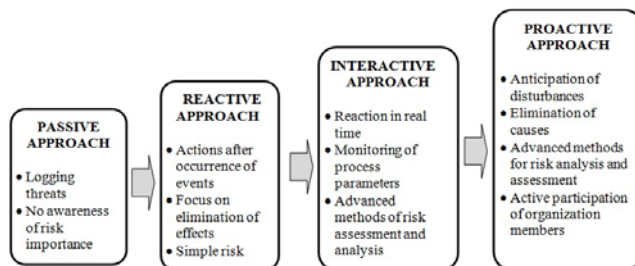 PASSIVE
APPROACH
• Logging
threats
• No awareness
of risk
importance
REACTIVE
APPROACH
• Actions after
occurrence of
events
• Focus on
elimination of
effects
• Simple risk
INTERACTIVE
APPROACH
• Reaction in real
time
• Monitoring of
process
parameters
• Advanced
methods of risk
assessment and
analysis
PROACTIVE
APPROACH
• Anticipation of
disturbances
• Elimination of
causes
• Advanced methods
for risk analysis and
assessment
• Active participation
of organization
members